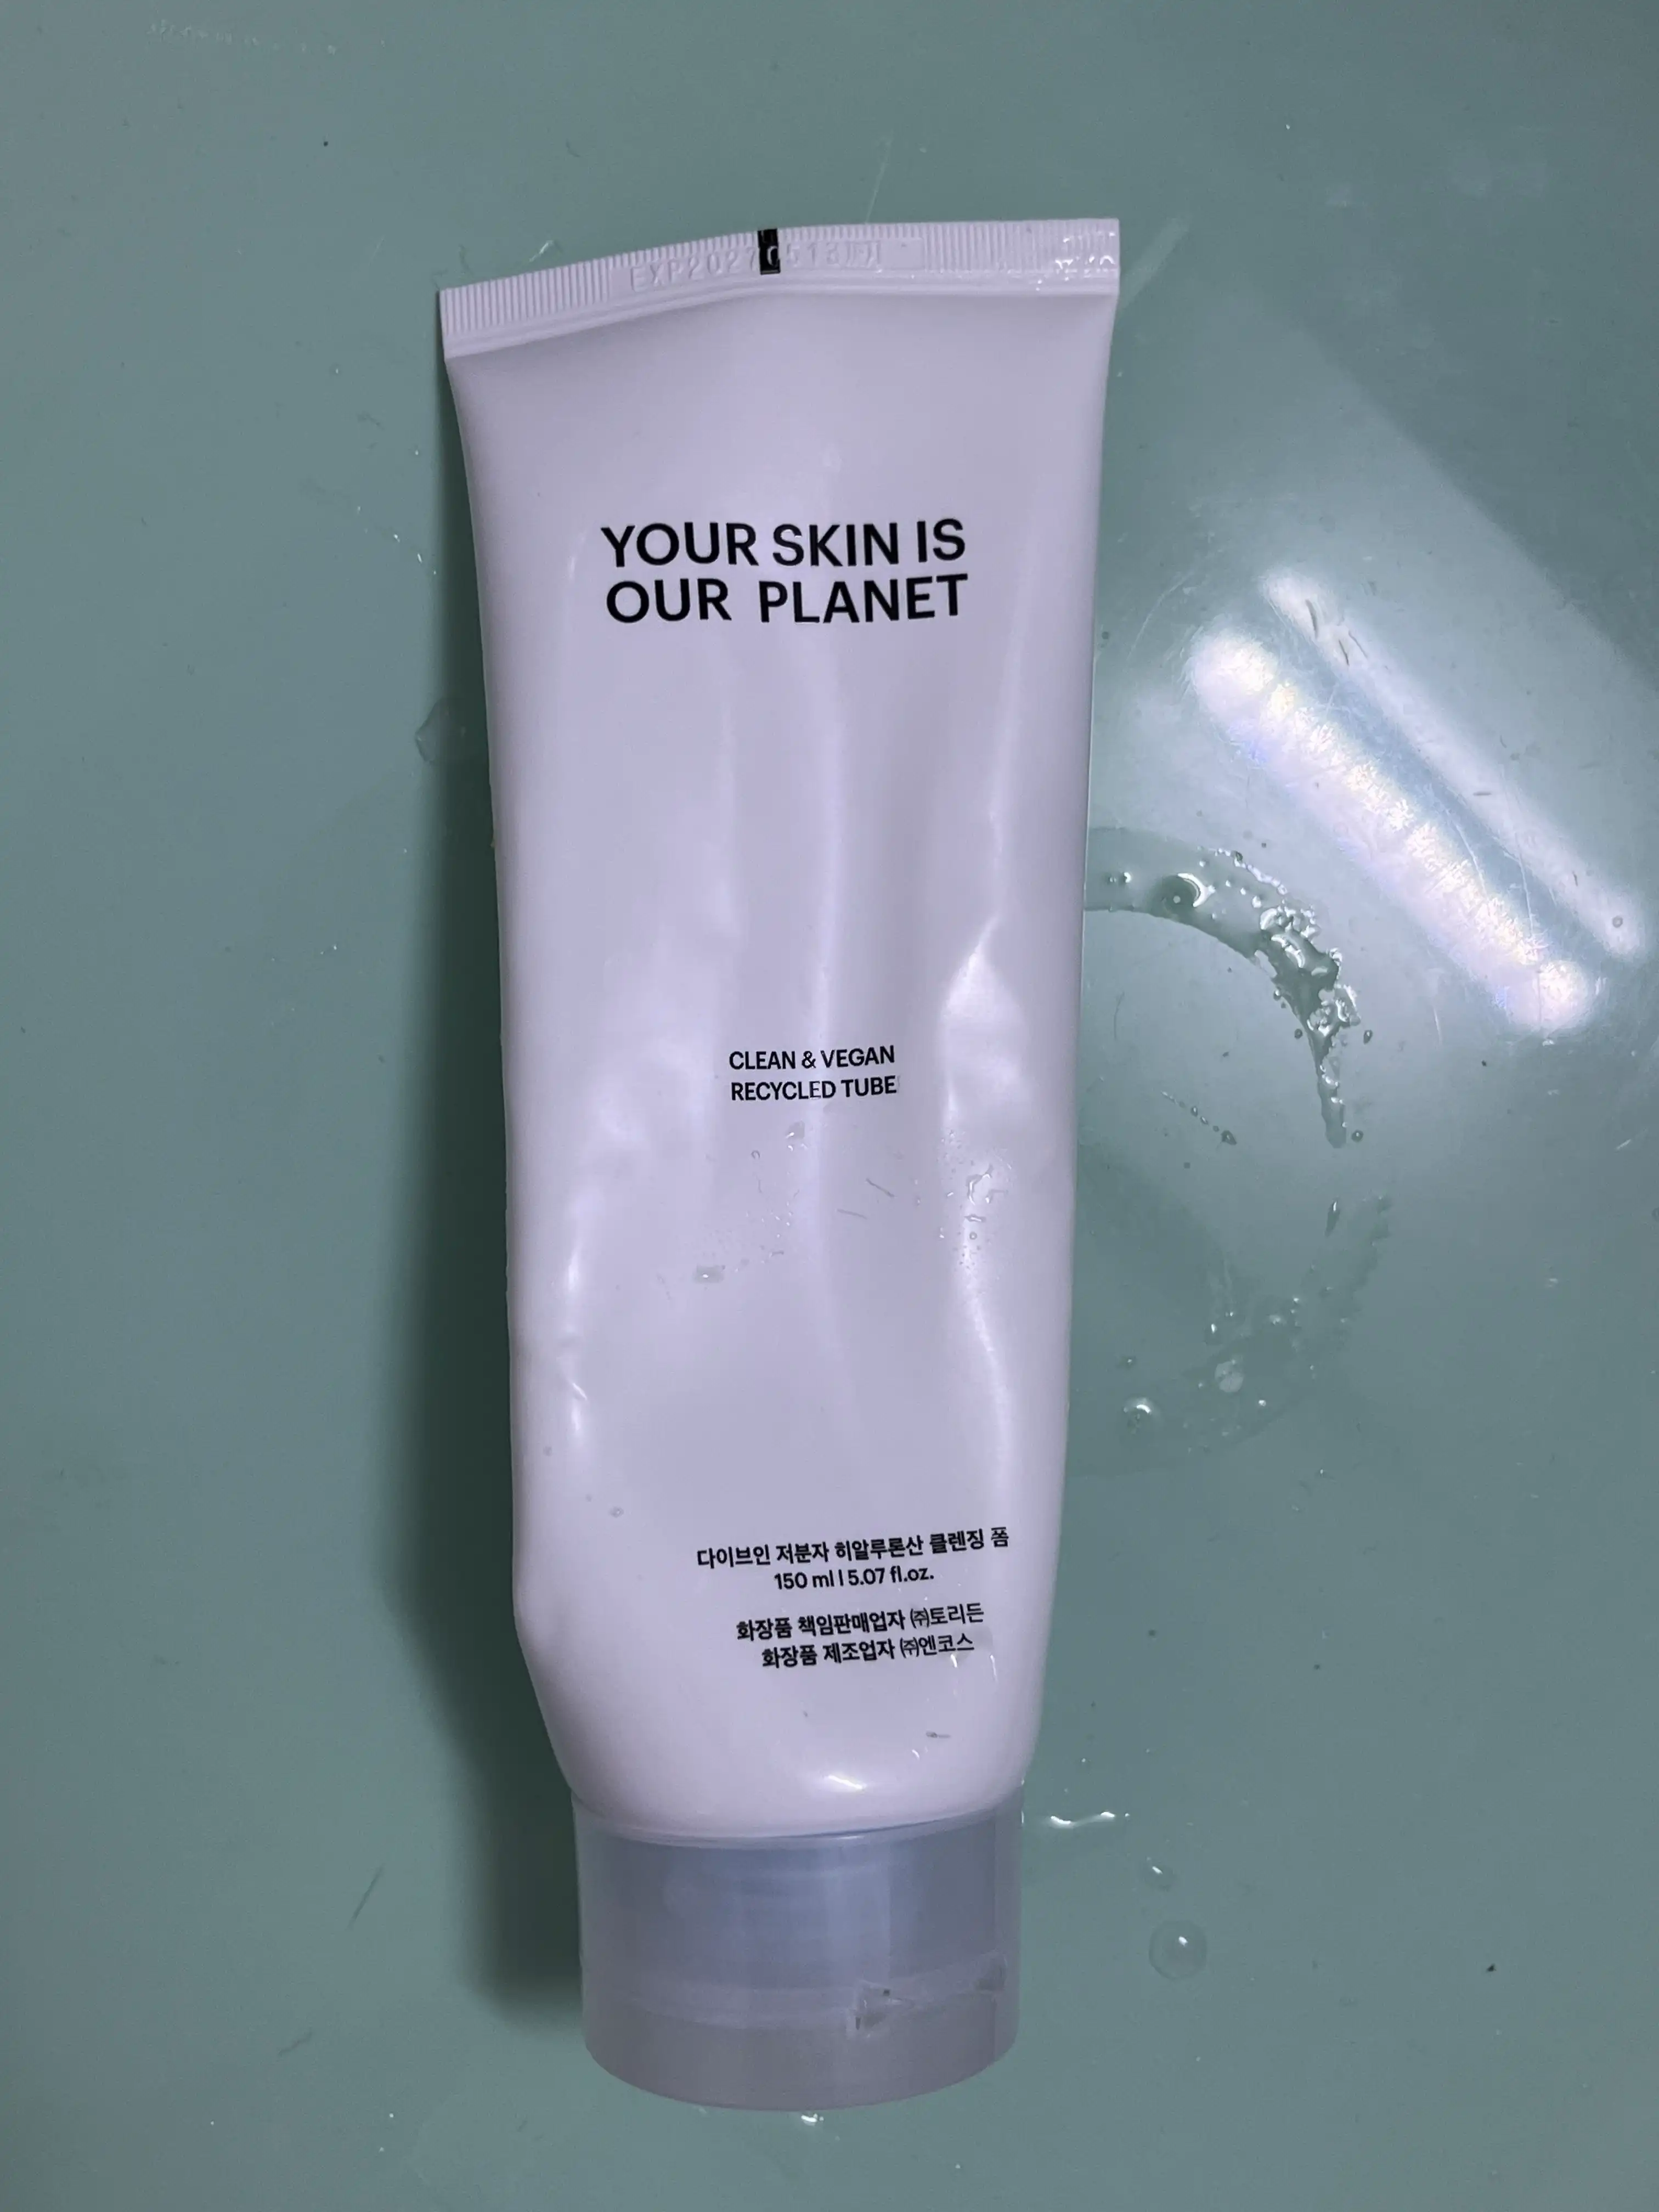 YOUR SKIN IS
OUR PLANET
CLEAN & VEGAN
RECYCLED TUBE
다이브인 저분자 히알루론산 클렌징 폼
150 ml I 5.07 fl.oz.
화장품 책임판매업자 ㈜토리든
화장품 제조업자 ㈜엔코스